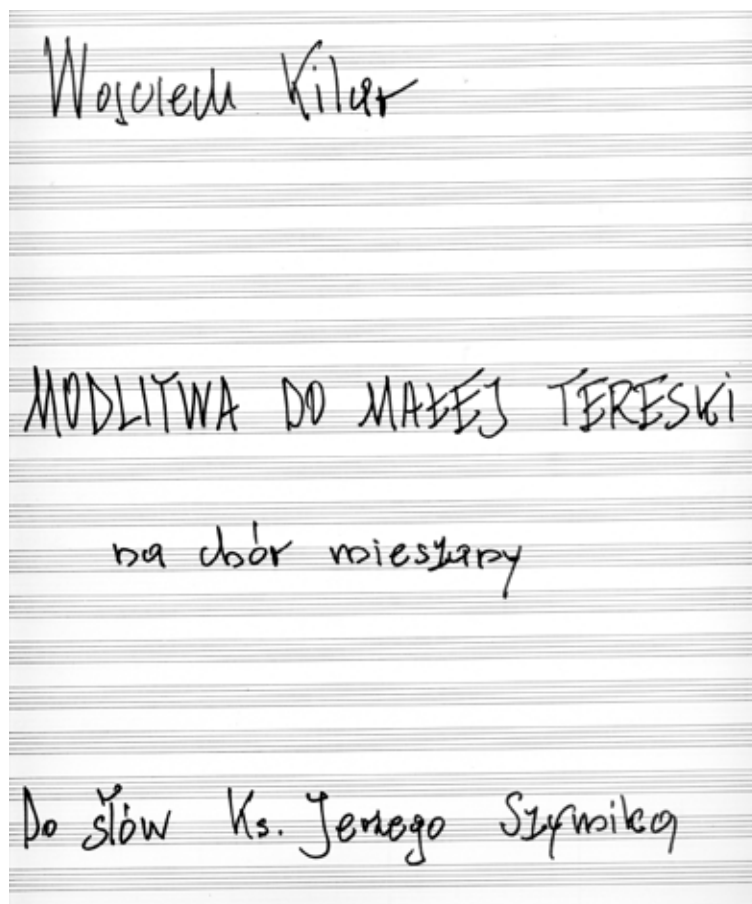 Wojciech Kilar
MODLITWA DO MAŁEJ TERESKI
na chór mieszany
Do słów Ks. Jerzego Szymika